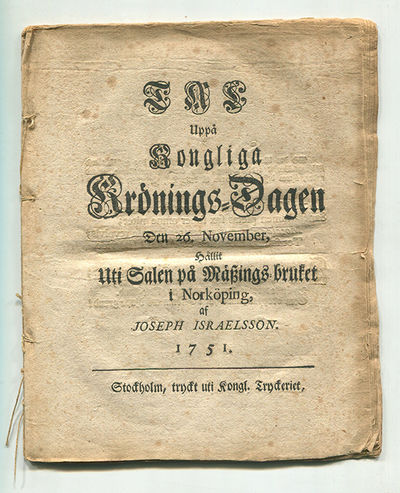 TAL
Uppå
Kongliga
Krönings-Dagen
Den 26. November,
Hållit
Uti Salen på Mäßings-bruket
i Norköping,
af
JOSEPH ISRAELSSON.
1751.
Stockholm, tryckt uti Kongl. Tryckeriet.